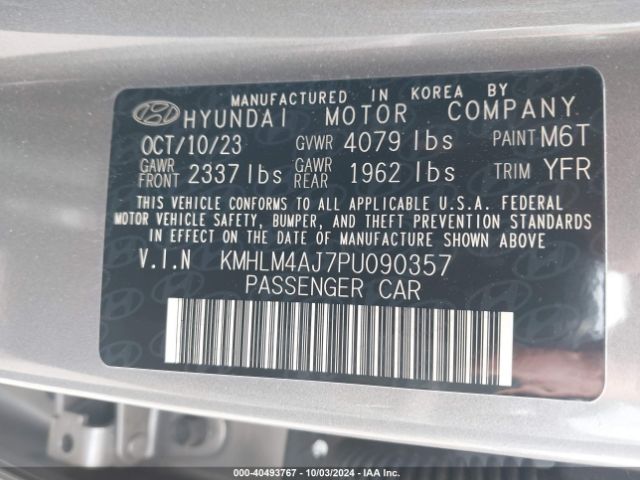 MANUFACTURED IN KOREA BY
HYUNDAI MOTOR COMPANY
OCT/10/23 GVWR 4079 lbs PAINT M6T
GAWR FRONT 2337 lbs GAWR REAR 1962 lbs TRIM YFR
THIS VEHICLE CONFORMS TO ALL APPLICABLE U.S.A. FEDERAL
MOTOR VEHICLE SAFETY, BUMPER, AND THEFT PREVENTION STANDARDS
IN EFFECT ON THE DATE OF MANUFACTURE SHOWN ABOVE
V.I.N KMHLM4AJ7PU090357
PASSENGER CAR
000-40493767 - 10/03/2024 - IAA Inc.